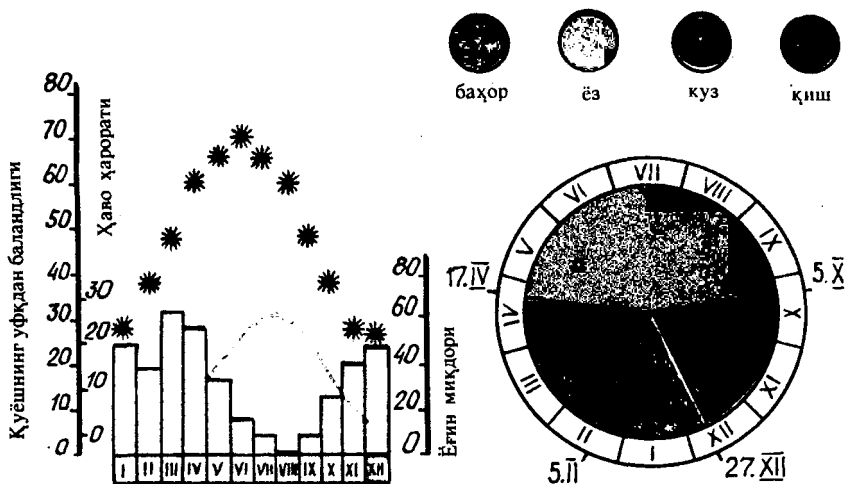 баҳор ёз куз қиш
Қуёшнинг уфқдан баландлиги
80
70
60
50
40
30
20
10
0
Ҳаво ҳарорати
30
20
10
0
80
60
40
20
0
Ёғин миқдори
I II III IV V VI VII VIII IX X XI XII
VII
VIII
IX
X
XI
XII
I
II
III
IV
V
VI
17.IV
5.X
5.II
27.XII